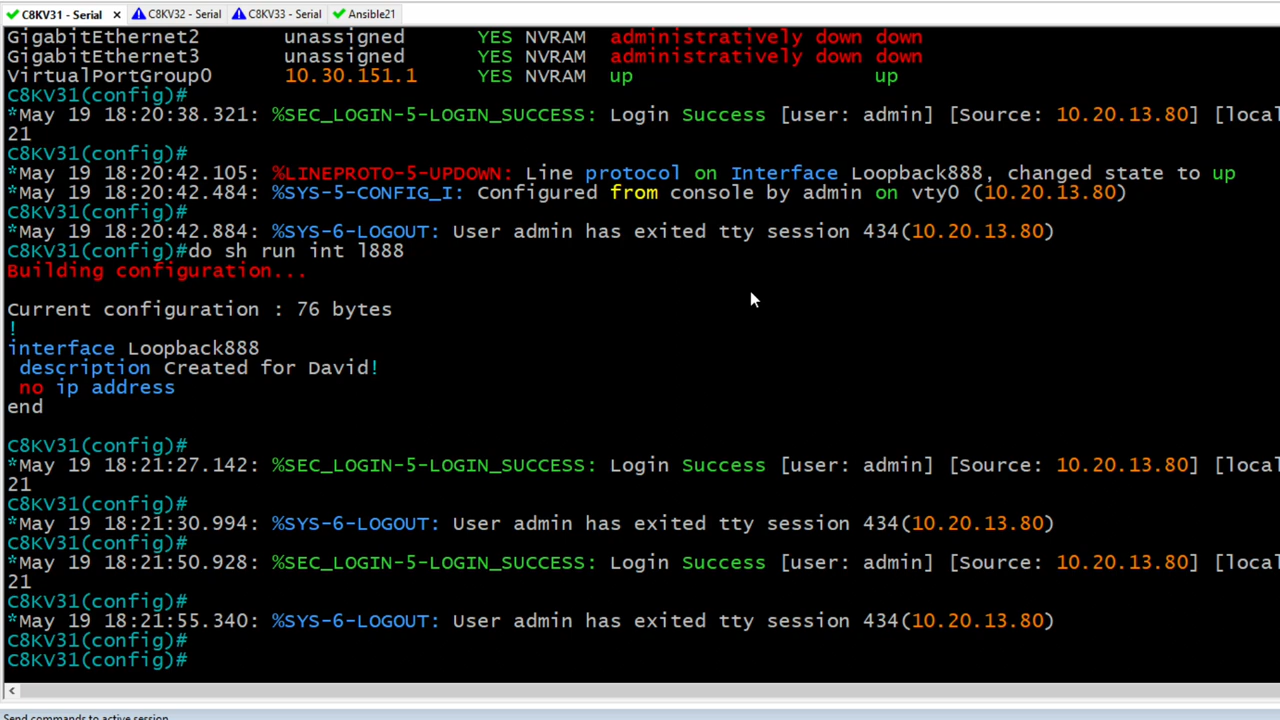 C8KV31 - Serial × C8KV32 - Serial C8KV33 - Serial Ansible21
GigabitEthernet2 unassigned YES NVRAM administratively down down
GigabitEthernet3 unassigned YES NVRAM administratively down down
VirtualPortGroup0 10.30.151.1 YES NVRAM up up
C8KV31(config)#
*May 19 18:20:38.321: %SEC_LOGIN-5-LOGIN_SUCCESS: Login Success [user: admin] [Source: 10.20.13.80] [loca
21
C8KV31(config)#
*May 19 18:20:42.105: %LINEPROTO-5-UPDOWN: Line protocol on Interface Loopback888, changed state to up
*May 19 18:20:42.484: %SYS-5-CONFIG_I: Configured from console by admin on vty0 (10.20.13.80)
C8KV31(config)#
*May 19 18:20:42.884: %SYS-6-LOGOUT: User admin has exited tty session 434(10.20.13.80)
C8KV31(config)#do sh run int l888
Building configuration...
Current configuration : 76 bytes
!
interface Loopback888
description Created for David!
no ip address
end
C8KV31(config)#
*May 19 18:21:27.142: %SEC_LOGIN-5-LOGIN_SUCCESS: Login Success [user: admin] [Source: 10.20.13.80] [loca
21
C8KV31(config)#
*May 19 18:21:30.994: %SYS-6-LOGOUT: User admin has exited tty session 434(10.20.13.80)
C8KV31(config)#
*May 19 18:21:50.928: %SEC_LOGIN-5-LOGIN_SUCCESS: Login Success [user: admin] [Source: 10.20.13.80] [loca
21
C8KV31(config)#
*May 19 18:21:55.340: %SYS-6-LOGOUT: User admin has exited tty session 434(10.20.13.80)
C8KV31(config)#
C8KV31(config)#
Send commands to active session